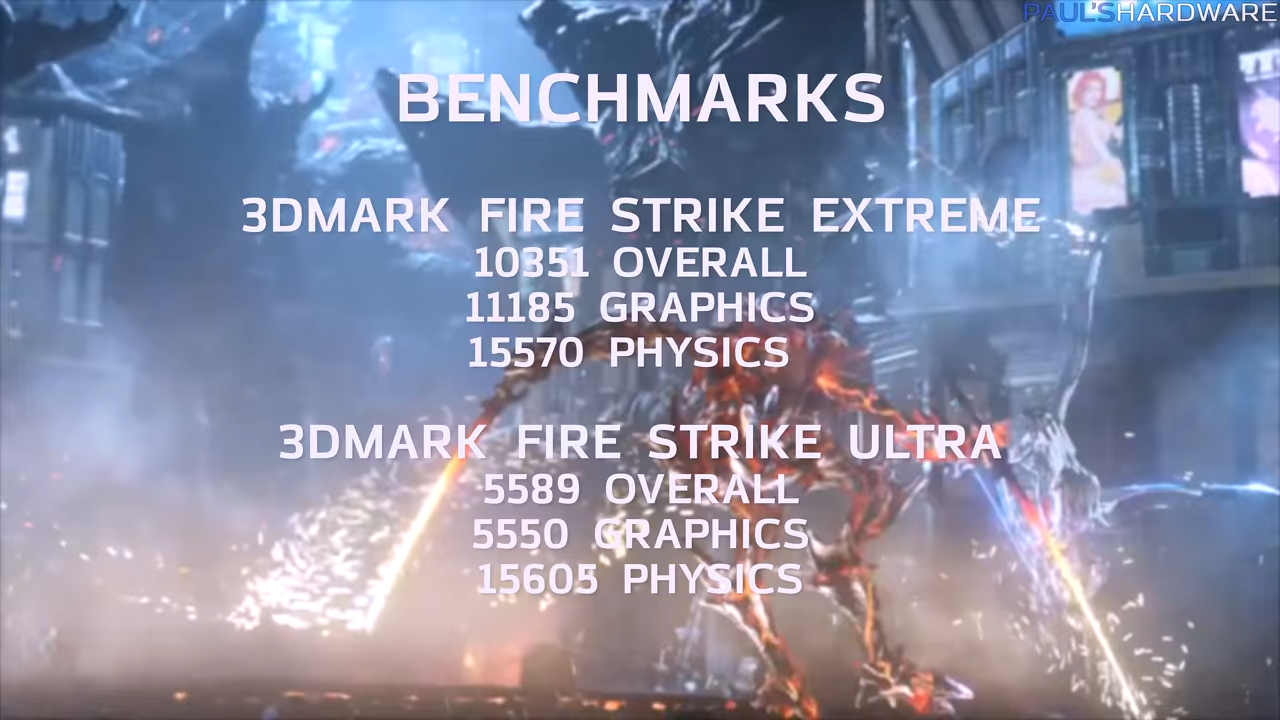 PAUL'SHARDWARE
BENCHMARKS
3DMARK FIRE STRIKE EXTREME
10351 OVERALL
11185 GRAPHICS
15570 PHYSICS
3DMARK FIRE STRIKE ULTRA
5589 OVERALL
5550 GRAPHICS
15605 PHYSICS